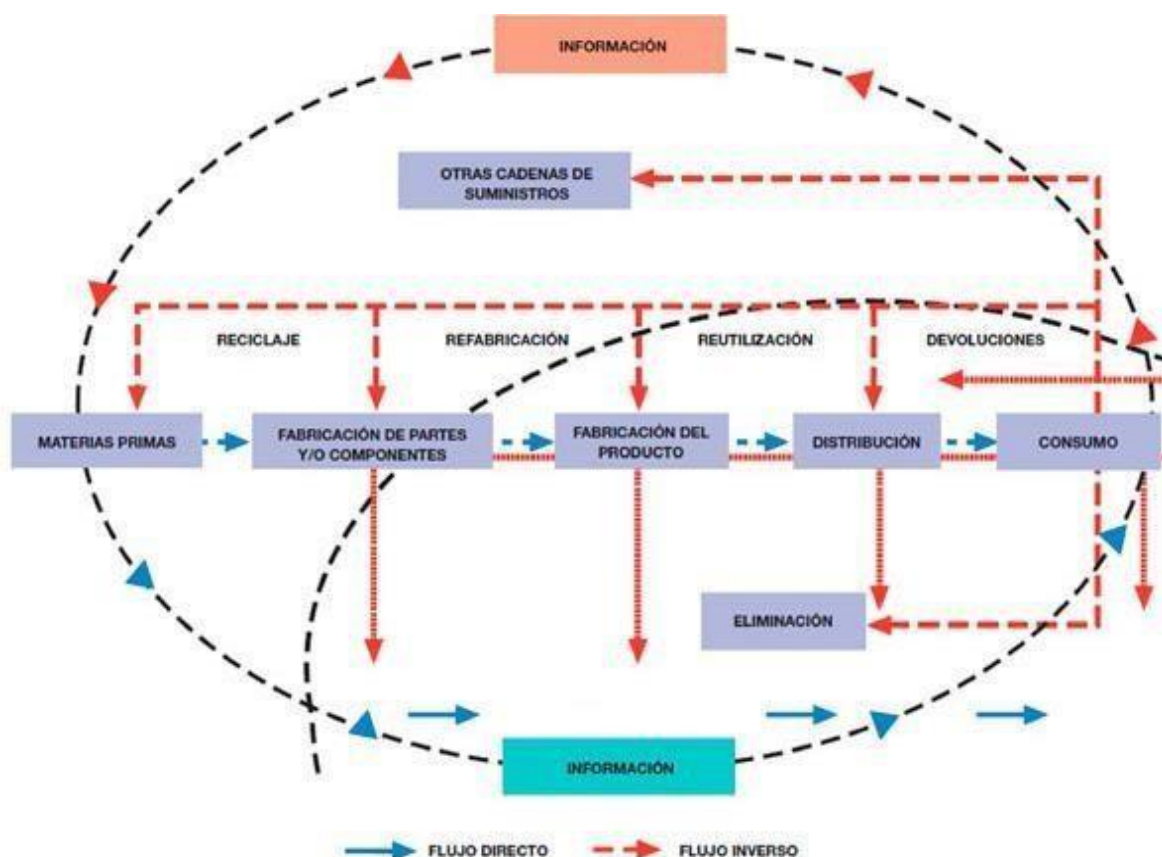 INFORMACIÓN
OTRAS CADENAS DE
SUMINISTROS
RECICLAJE
REFABRICACIÓN
REUTILIZACIÓN
DEVOLUCIONES
MATERIAS PRIMAS
FABRICACIÓN DE PARTES
Y/O COMPONENTES
FABRICACIÓN DEL
PRODUCTO
DISTRIBUCIÓN
CONSUMO
ELIMINACIÓN
INFORMACIÓN
FLUJO DIRECTO
FLUJO INVERSO